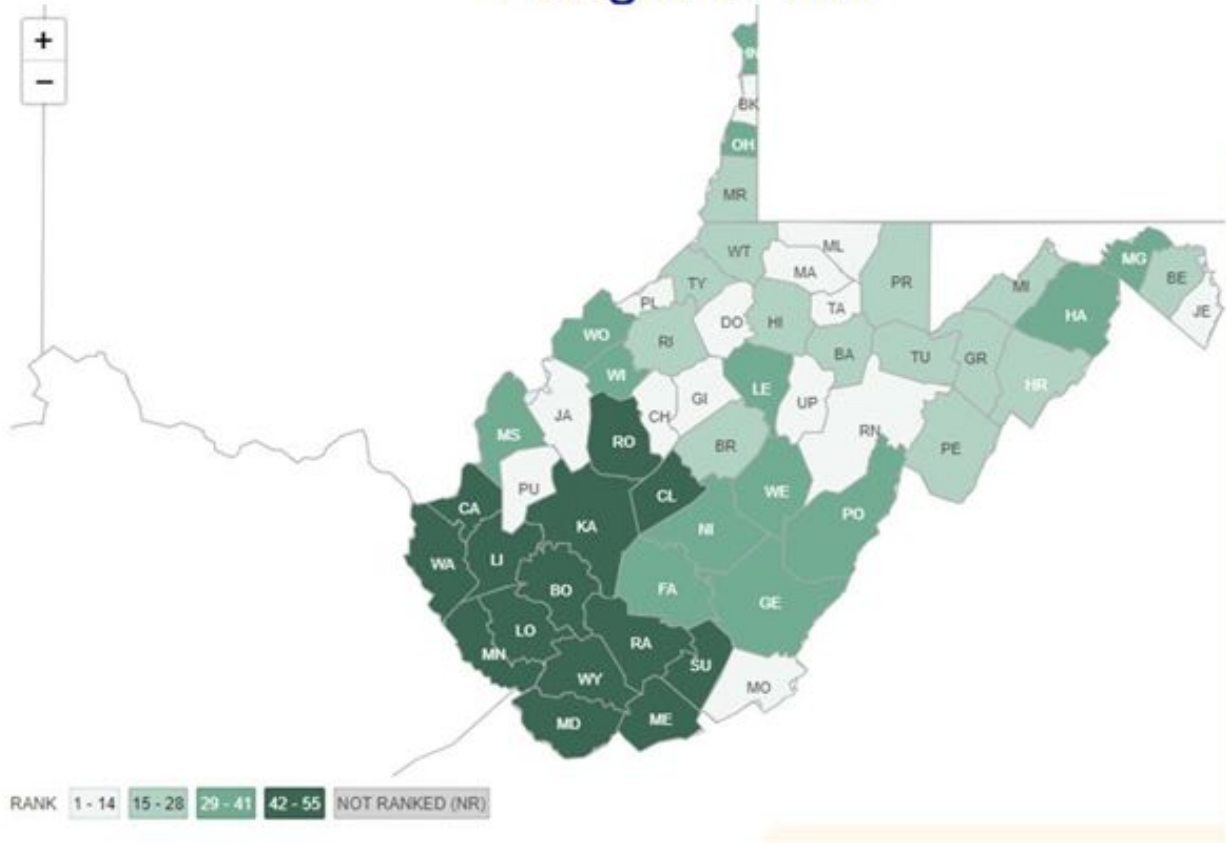 +
−
HN
BK
OH
MR
WT
ML
MA
PR
MG
BE
JE
MI
HA
TY
PL
DO
HI
TA
WO
RI
BA
TU
GR
HR
WI
LE
UP
JA
CH
GI
RN
MS
RO
BR
PE
PU
CL
WE
CA
KA
NI
PO
WA
LI
BO
FA
GE
LO
RA
MN
SU
WY
MO
MD
ME
RANK 1 - 14 15 - 28 29 - 41 42 - 55 NOT RANKED (NR)